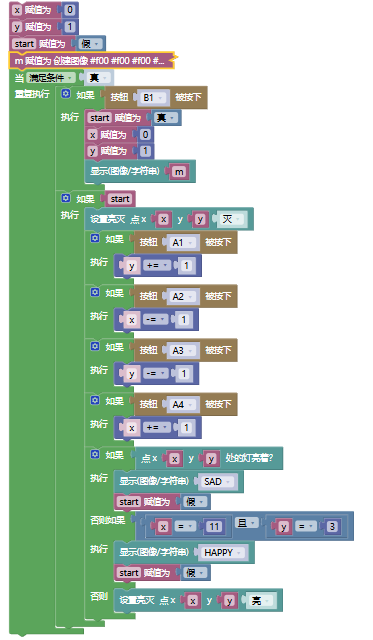 x 赋值为 0
y 赋值为 1
start 赋值为 假
m 赋值为 创建图像 #f00 #f00 #f00 #...
当 满足条件 真
重复执行 如果 按钮 B1 被按下
执行 start 赋值为 真
x 赋值为 0
y 赋值为 1
显示(图像/字符串) m
如果 start
执行 设置亮灭 点 x x y y 灭
如果 按钮 A1 被按下
执行 y += 1
如果 按钮 A2 被按下
执行 x -= 1
如果 按钮 A3 被按下
执行 y -= 1
如果 按钮 A4 被按下
执行 x += 1
如果 点 x x y y 处的灯亮着?
执行 显示(图像/字符串) SAD
start 赋值为 假
否则如果 x = 11 且 y = 3
执行 显示(图像/字符串) HAPPY
start 赋值为 假
否则 设置亮灭 点 x x y y 亮